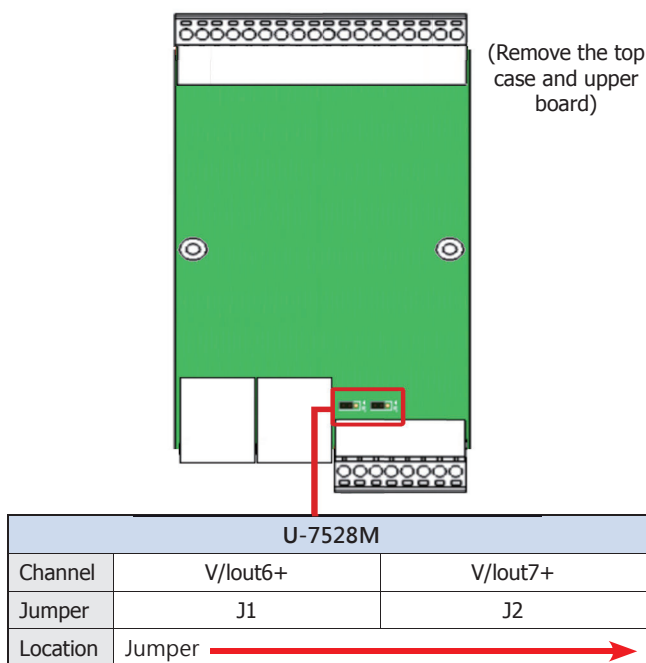 (Remove the top
case and upper
board)
U-7528M
Channel V/Iout6+ V/Iout7+
Jumper J1 J2
Location Jumper